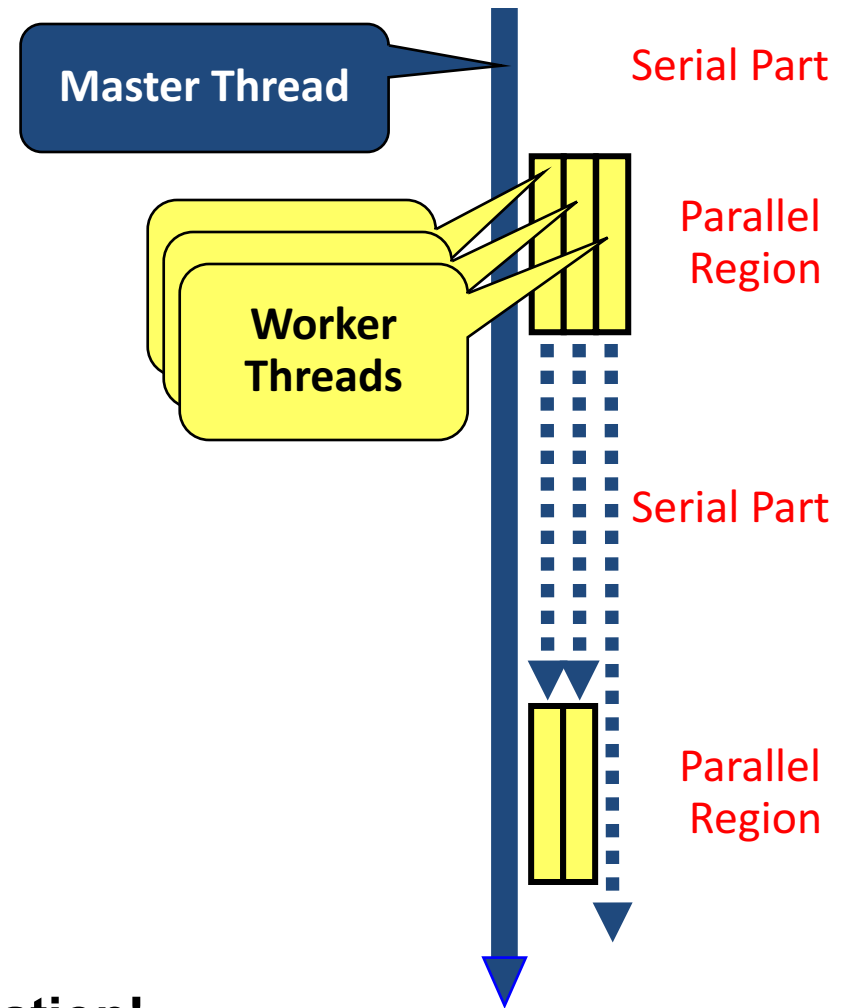 Serial Part
Master Thread
Parallel
Region
Worker
Threads
Serial Part
Parallel
Region